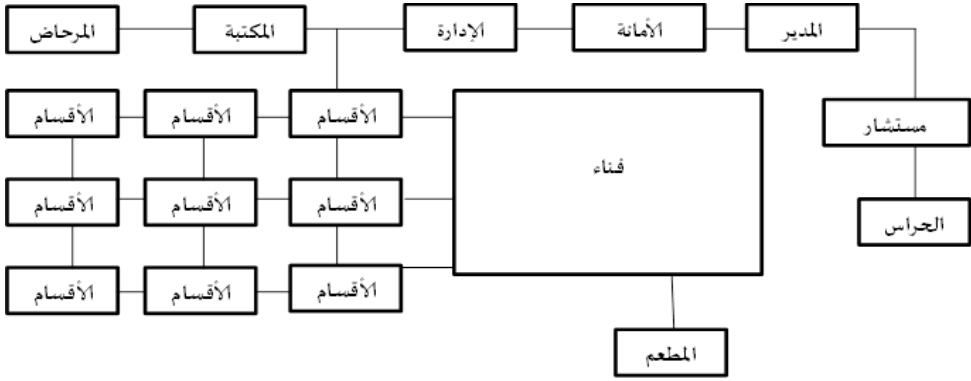 المدير
الأمانة
الإدارة
المكتبة
المرحاض
مستشار
فناء
الأقسام
الأقسام
الأقسام
الحراس
الأقسام
الأقسام
الأقسام
الأقسام
الأقسام
الأقسام
المطعم